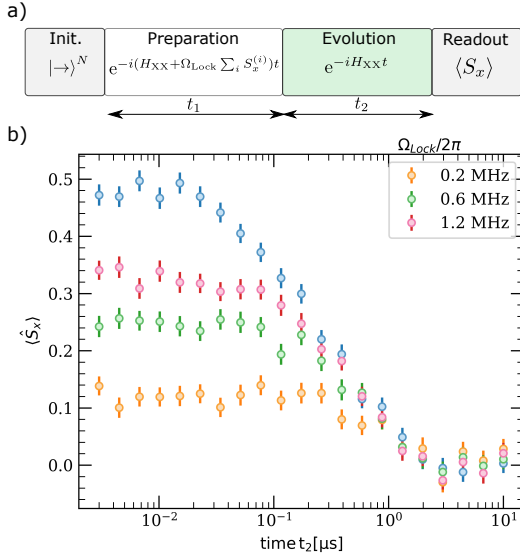 a)
Init. Preparation Evolution Readout
|→⟩^N e^{-i(H_XX+Ω_Lock ∑_i S_x^{(i)})t} e^{-iH_XX t} ⟨S_x⟩
t_1 t_2
b)
Ω_Lock/2π
0.2 MHz
0.6 MHz
1.2 MHz
0.5
0.4
0.3
0.2
0.1
0.0
⟨Ŝ_x⟩
10^{-2} 10^{-1} 10^0 10^1
time t_2[μs]